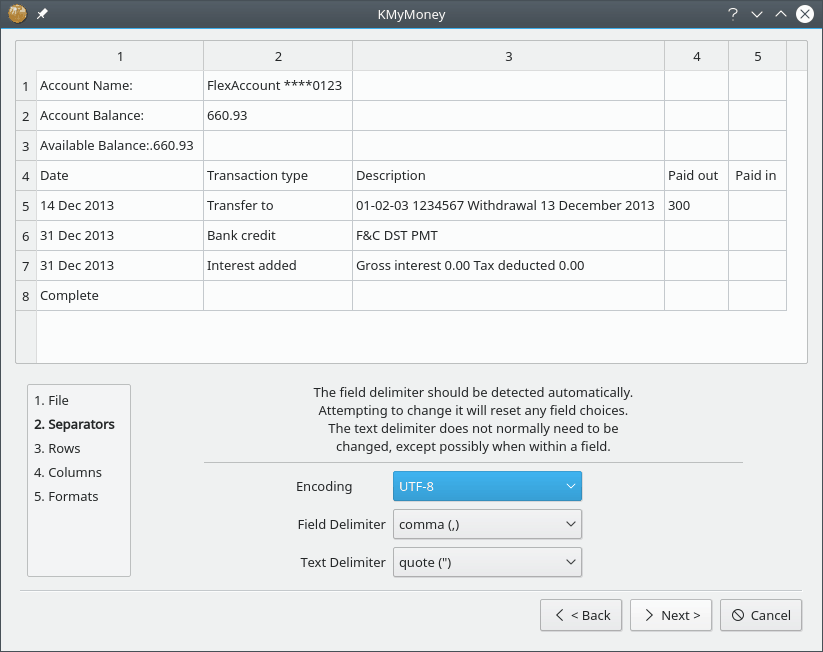 KMyMoney
1 2 3 4 5
1 Account Name: FlexAccount ****0123
2 Account Balance: 660.93
3 Available Balance:.660.93
4 Date Transaction type Description Paid out Paid in
5 14 Dec 2013 Transfer to 01-02-03 1234567 Withdrawal 13 December 2013 300
6 31 Dec 2013 Bank credit F&C DST PMT
7 31 Dec 2013 Interest added Gross interest 0.00 Tax deducted 0.00
8 Complete
1. File
2. Separators
3. Rows
4. Columns
5. Formats
The field delimiter should be detected automatically.
Attempting to change it will reset any field choices.
The text delimiter does not normally need to be
changed, except possibly when within a field.
Encoding UTF-8
Field Delimiter comma (,)
Text Delimiter quote (")
< Back Next > Cancel